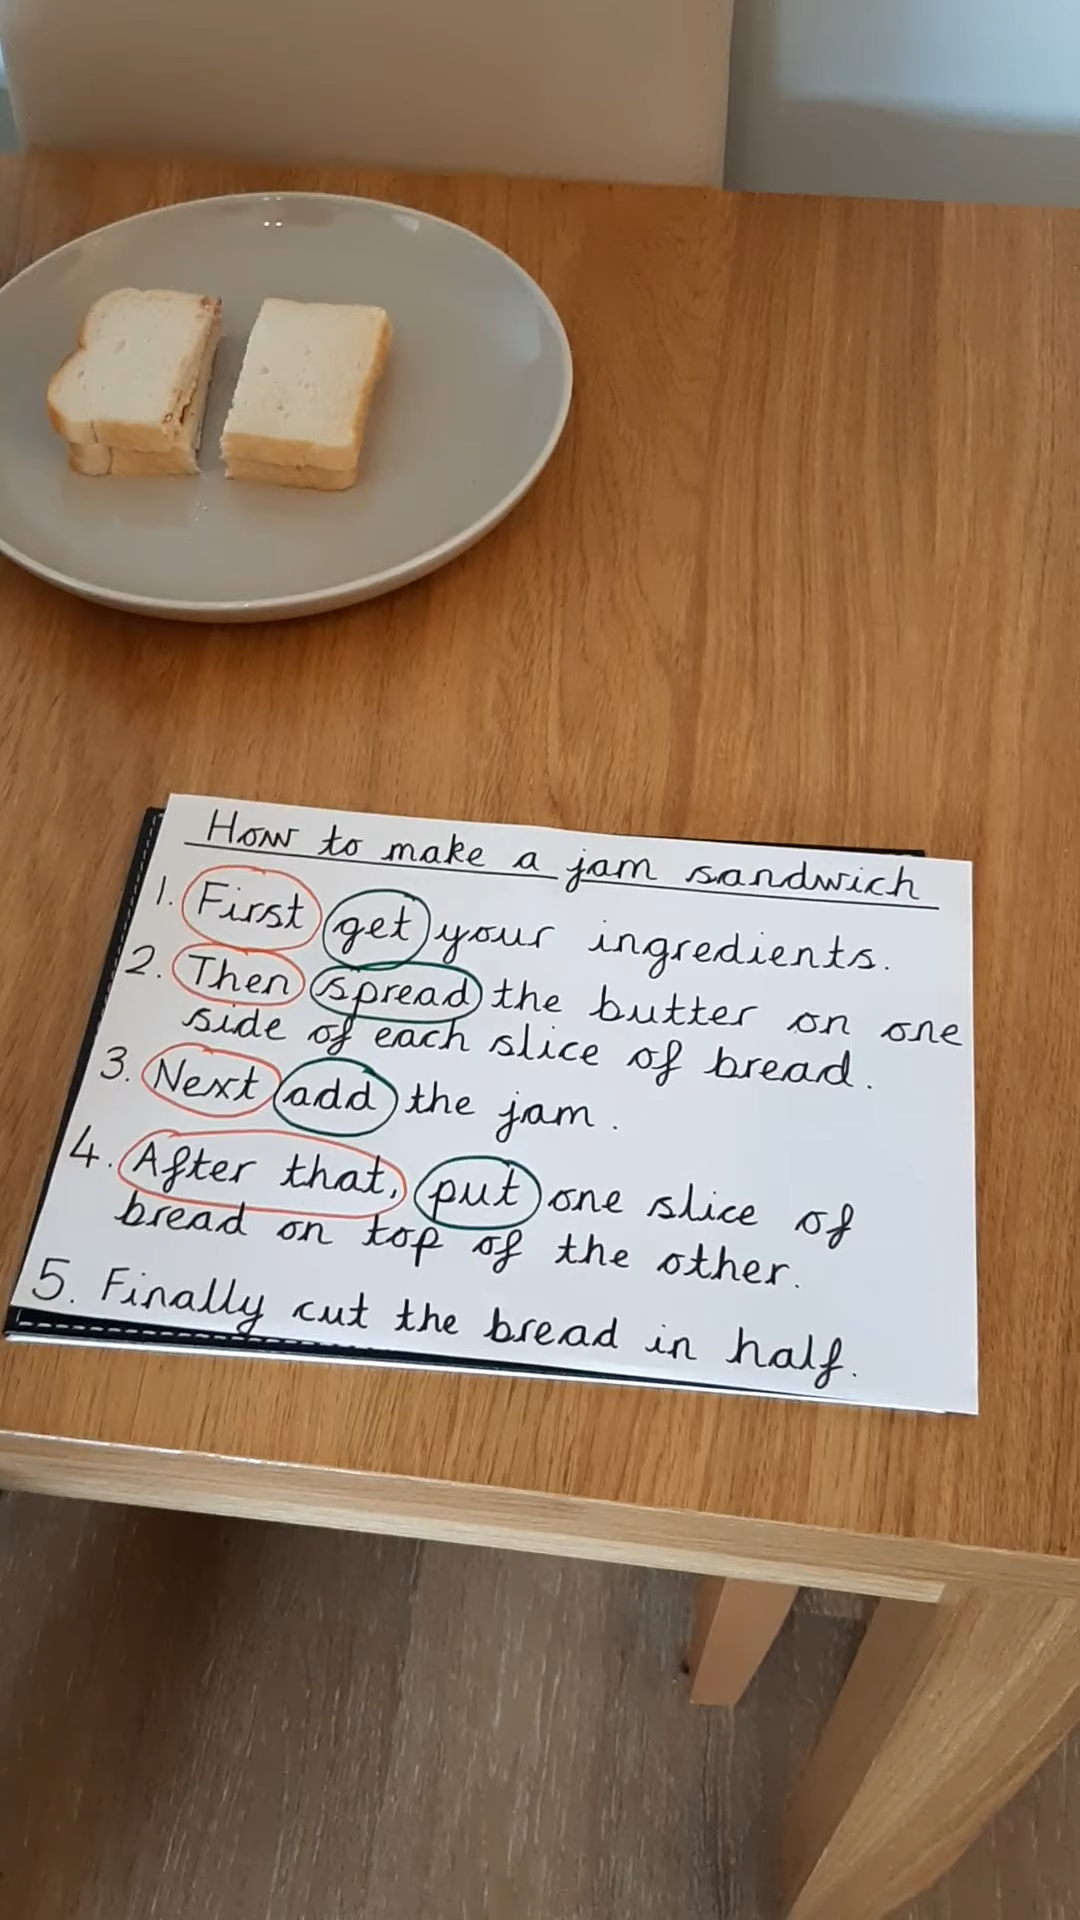 How to make a jam sandwich
1. First get your ingredients.
2. Then spread the butter on one
side of each slice of bread.
3. Next add the jam.
4. After that, put one slice of
bread on top of the other.
5. Finally cut the bread in half.